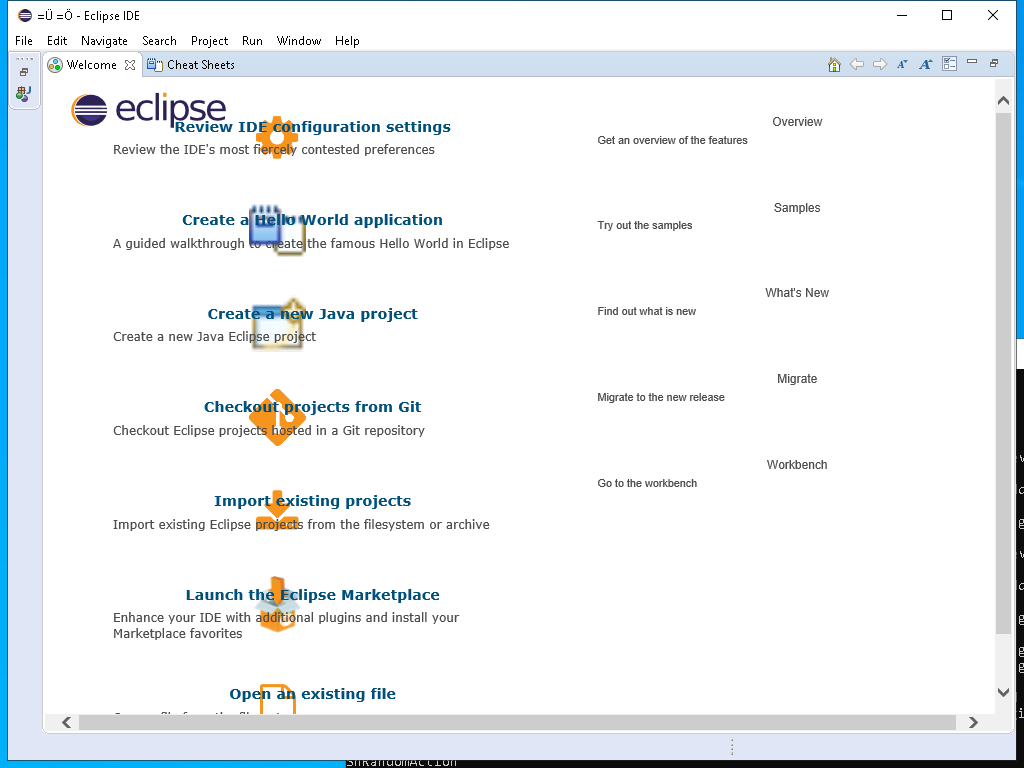 =Ü =Ö - Eclipse IDE
File Edit Navigate Search Project Run Window Help
Welcome Cheat Sheets
eclipse
Review IDE configuration settings
Review the IDE's most fiercely contested preferences
Create a Hello World application
A guided walkthrough to create the famous Hello World in Eclipse
Create a new Java project
Create a new Java Eclipse project
Checkout projects from Git
Checkout Eclipse projects hosted in a Git repository
Import existing projects
Import existing Eclipse projects from the filesystem or archive
Launch the Eclipse Marketplace
Enhance your IDE with additional plugins and install your
Marketplace favorites
Open an existing file
Overview
Get an overview of the features
Samples
Try out the samples
What's New
Find out what is new
Migrate
Migrate to the new release
Workbench
Go to the workbench
ShRandomAction